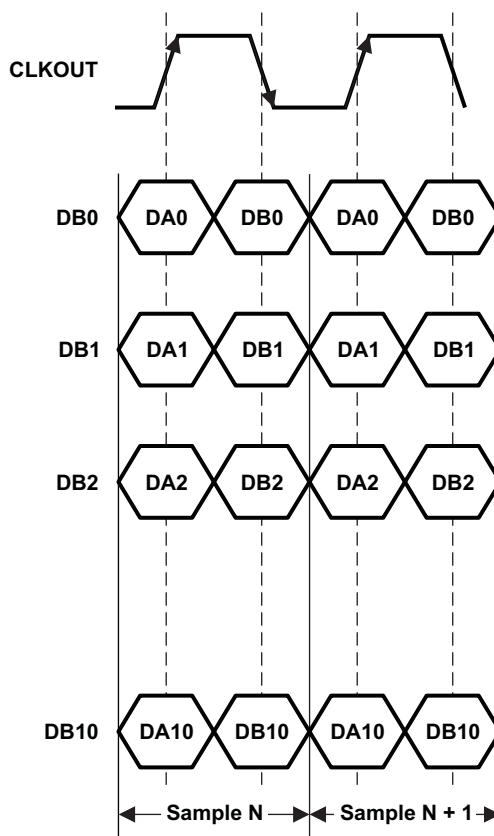 CLKOUT
DB0 DA0 DB0 DA0 DB0
DB1 DA1 DB1 DA1 DB1
DB2 DA2 DB2 DA2 DB2
DB10 DA10 DB10 DA10 DB10
Sample N Sample N + 1